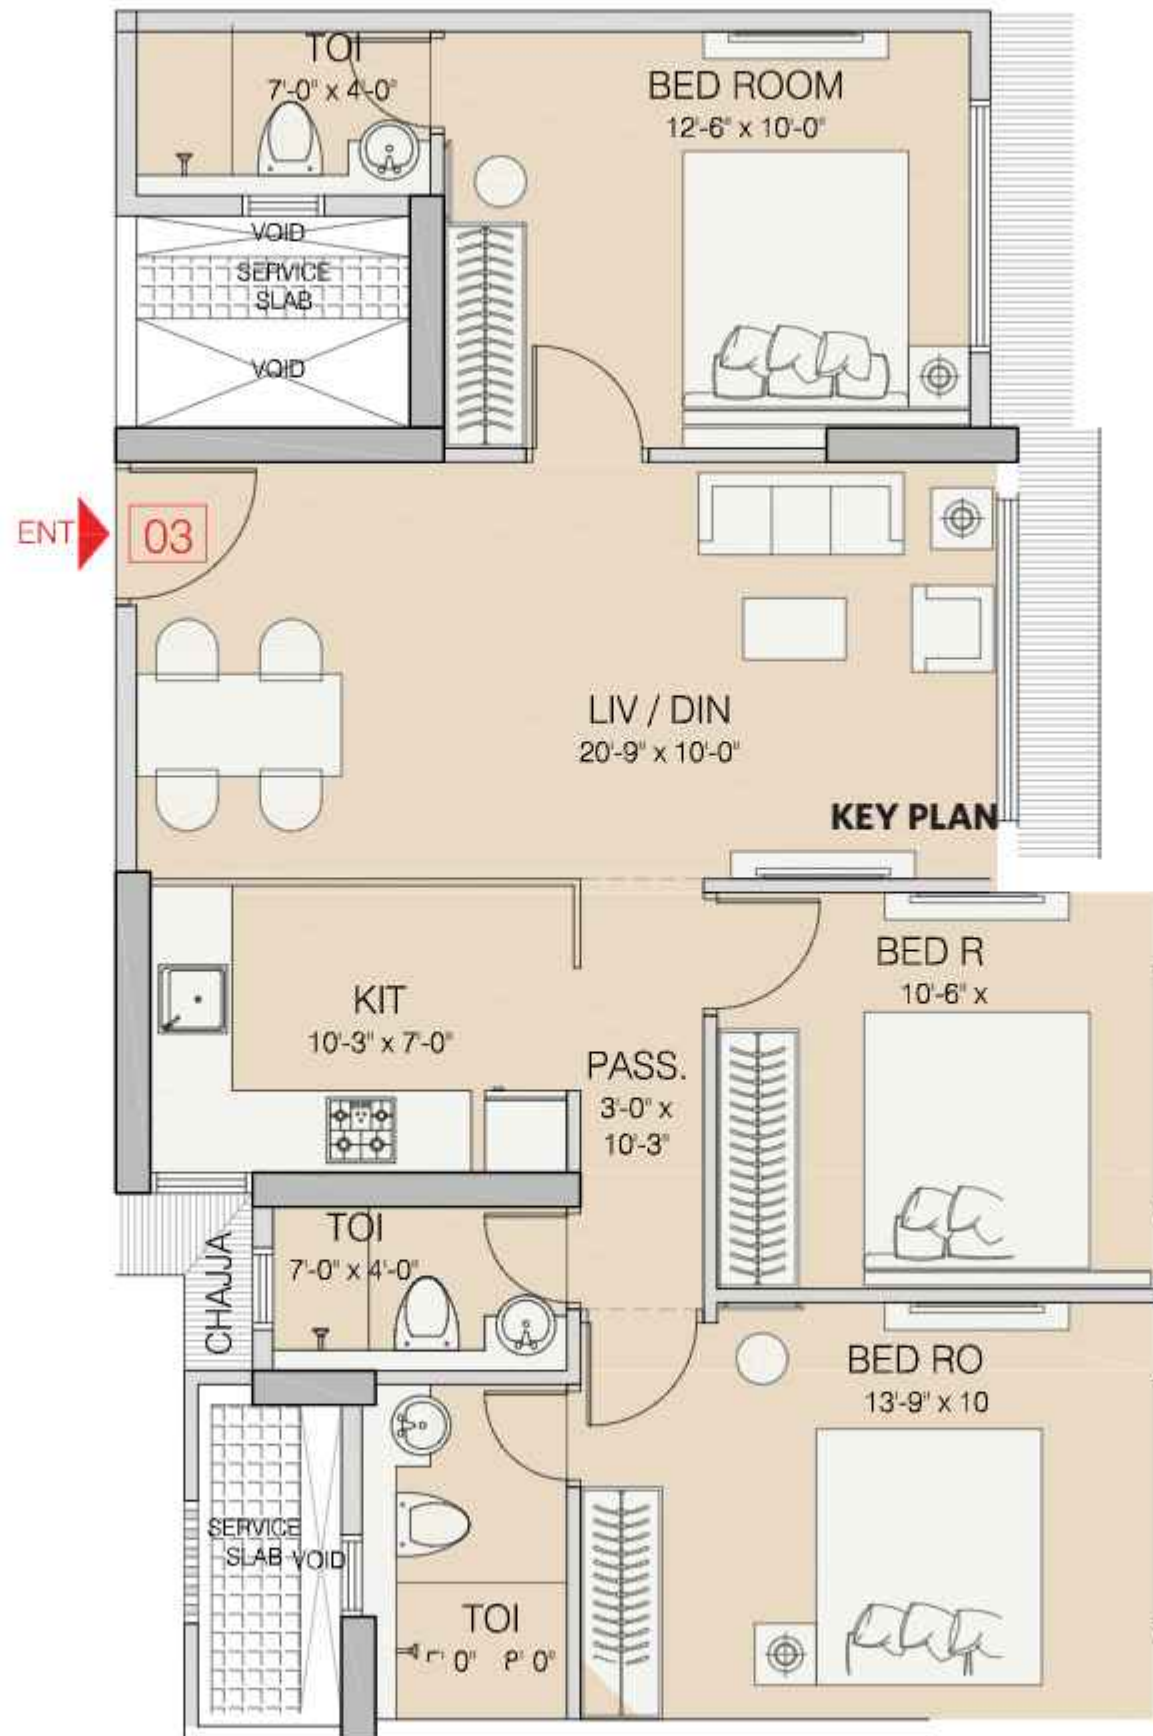 TOI
7'-0" x 4'-0"
BED ROOM
12'-6" x 10'-0"
VOID
SERVICE
SLAB
VOID
ENT
03
LIV / DIN
20'-9" x 10'-0"
KEY PLAN
BED R
10'-6" x
KIT
10'-3" x 7'-0"
PASS.
3'-0" x
10'-3"
TOI
7'-0" x 4'-0"
CHAJJA
BED RO
13'-9" x 10
SERVICE
SLAB
VOID
TOI